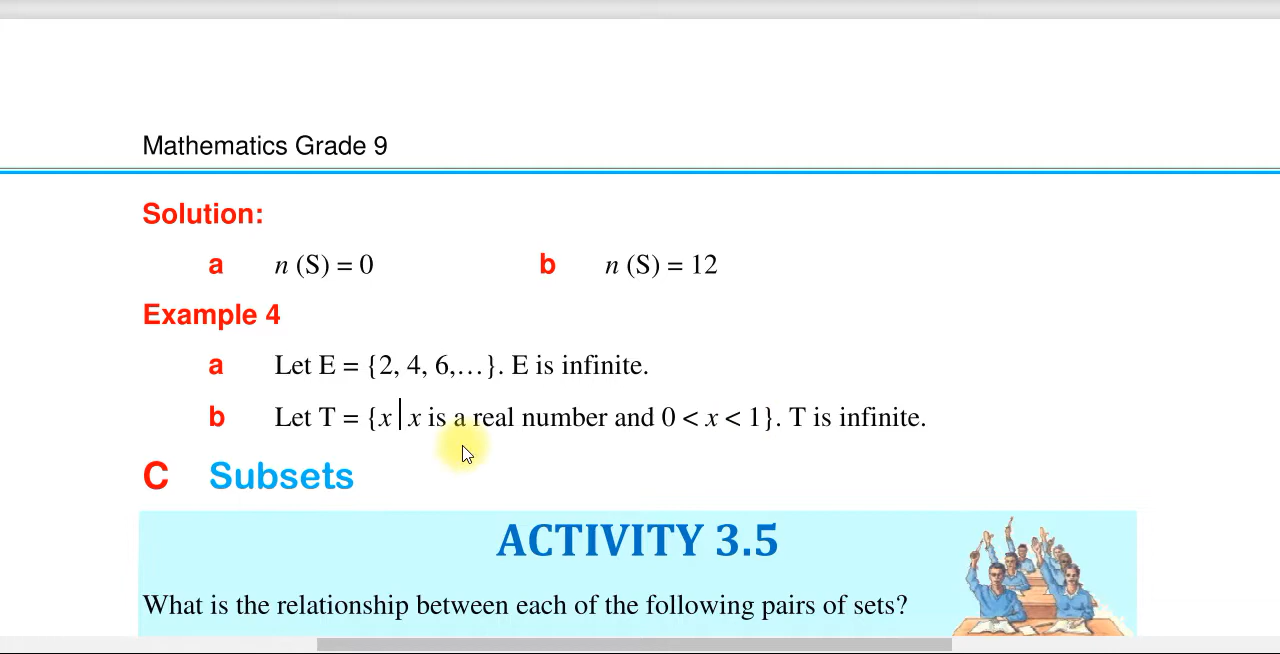 Mathematics Grade 9
Solution:
a n (S) = 0 b n (S) = 12
Example 4
a Let E = {2, 4, 6,…}. E is infinite.
b Let T = {x | x is a real number and 0 < x < 1}. T is infinite.
C Subsets
ACTIVITY 3.5
What is the relationship between each of the following pairs of sets?